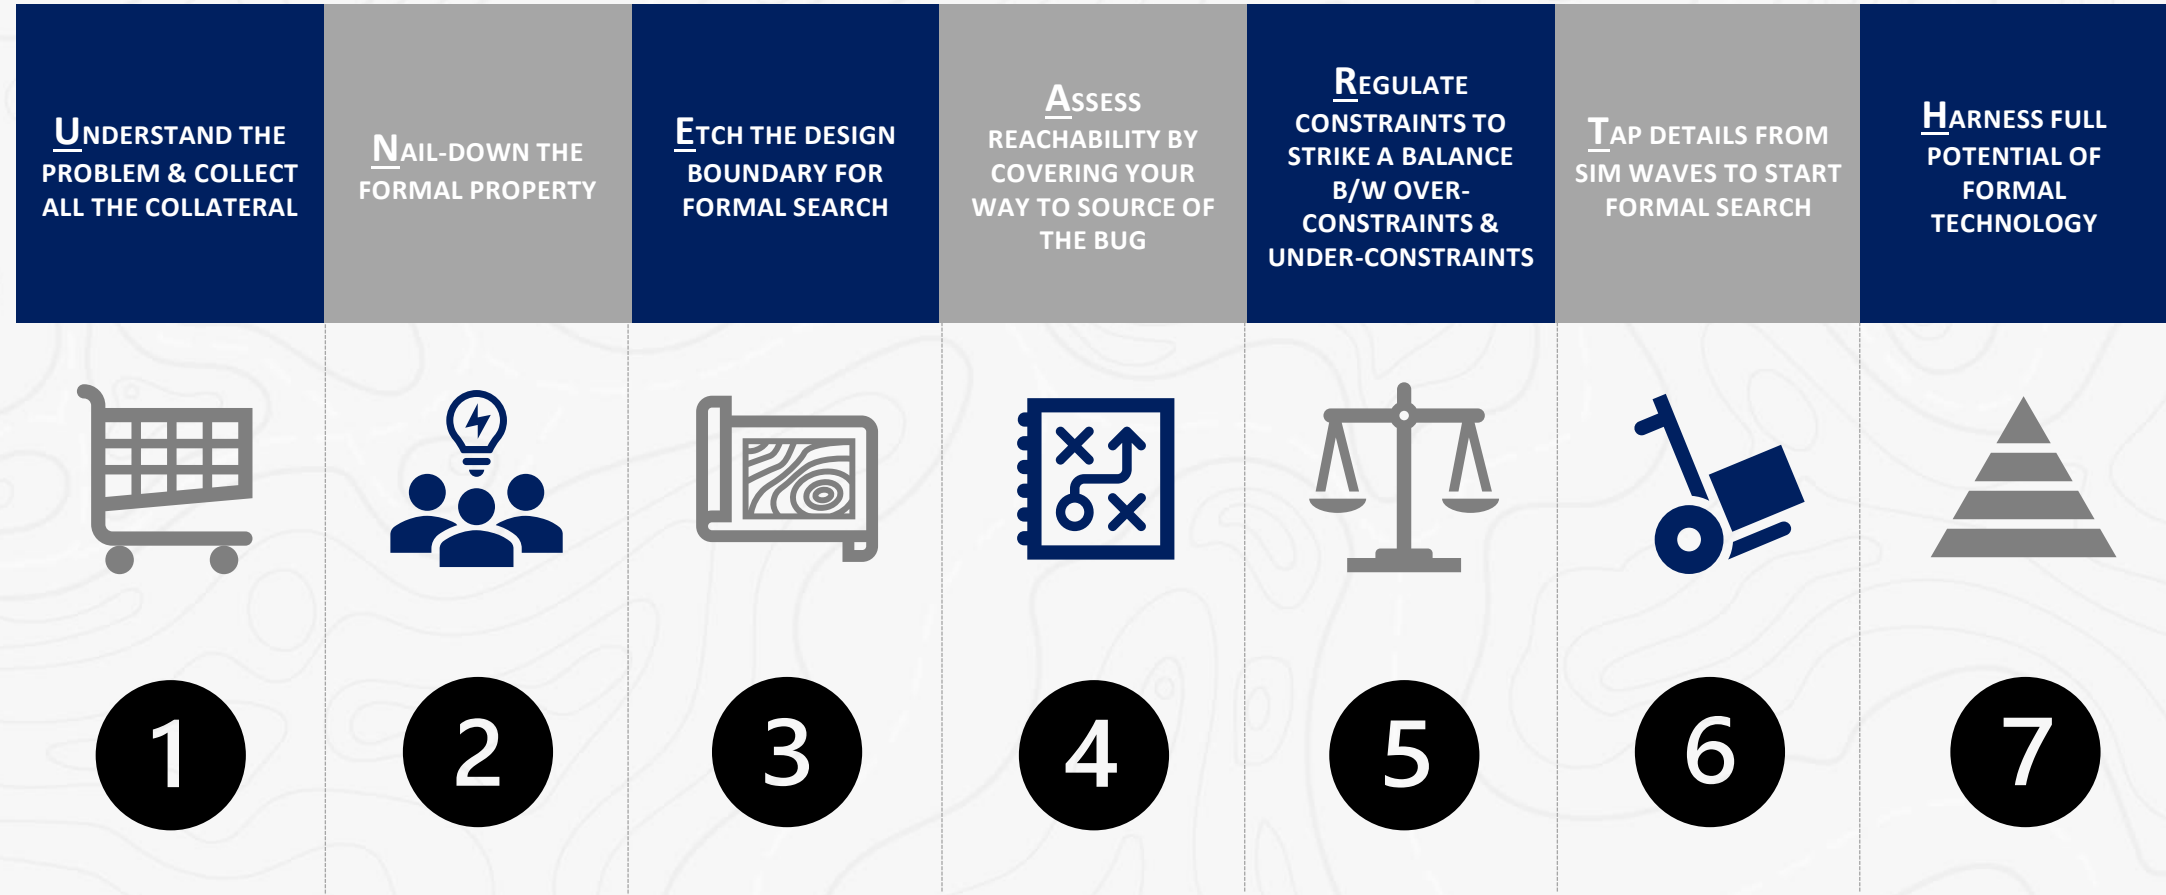 UNDERSTAND THE
PROBLEM & COLLECT
ALL THE COLLATERAL
NAIL-DOWN THE
FORMAL PROPERTY
ETCH THE DESIGN
BOUNDARY FOR
FORMAL SEARCH
ASSESS
REACHABILITY BY
COVERING YOUR
WAY TO SOURCE OF
THE BUG
REGULATE
CONSTRAINTS TO
STRIKE A BALANCE
B/W OVER-
CONSTRAINTS &
UNDER-CONSTRAINTS
TAP DETAILS FROM
SIM WAVES TO START
FORMAL SEARCH
HARNESS FULL
POTENTIAL OF
FORMAL
TECHNOLOGY
1
2
3
4
5
6
7